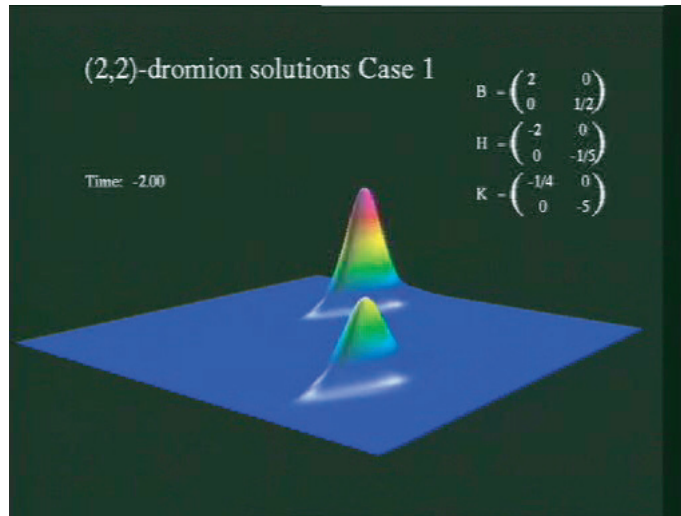 (2,2)-dromion solutions Case 1
B = ( 2 0
0 1/2 )
H = ( -2 0
0 -1/5 )
Time: -2.00
K = ( -1/4 0
0 -5 )